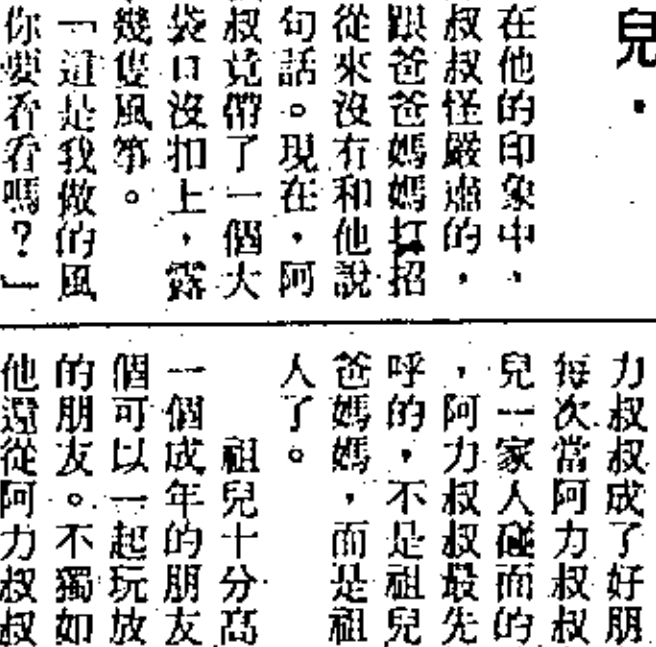 兒．
在他的印象中，
叔叔怪嚴肅的，
跟爸爸媽媽打招
從來沒有和他說
句話。現在，阿
叔竟帶了一個大
袋口沒扣上，露
幾隻風箏。
「這是我做的風
你要看看嗎？」
力叔叔成了好朋
每次當阿力叔叔
兒一家人碰面的
，阿力叔叔最先
呼的，不是祖兒
爸媽媽，而是祖
人了。
祖兒十分高
一個成年的朋友
個可以一起玩放
的朋友。不獨如
他還從阿力叔叔